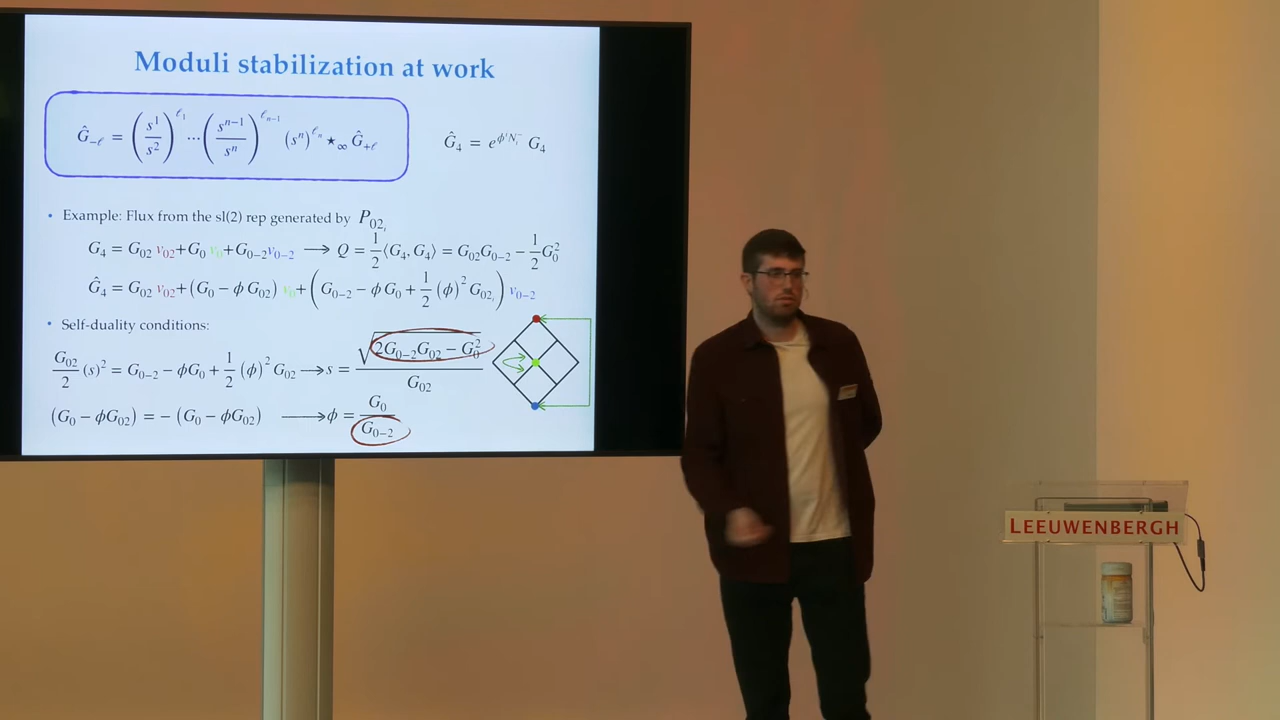 Moduli stabilization at work
Ĝ_{-ℓ} = (s^1/s^2)^{ℓ_1} ⋯ (s^{n-1}/s^n)^{ℓ_{n-1}} (s^n)^{ℓ_n} ⋆_∞ Ĝ_{+ℓ}
Ĝ_4 = e^{ϕ^i N_i^-} G_4
• Example: Flux from the sl(2) rep generated by P_{02,}
G_4 = G_{02} v_{02} + G_0 v_0 + G_{0-2} v_{0-2} ⟶ Q = 1/2 ⟨G_4, G_4⟩ = G_{02}G_{0-2} − 1/2 G_0^2
Ĝ_4 = G_{02} v_{02} + (G_0 − ϕ G_{02}) v_0 + (G_{0-2} − ϕ G_0 + 1/2 (ϕ)^2 G_{02,}) v_{0-2}
• Self-duality conditions:
G_{02}/2 (s)^2 = G_{0-2} − ϕG_0 + 1/2 (ϕ)^2 G_{02} ⟶ s = √(2G_{0-2}G_{02} − G_0^2) / G_{02}
(G_0 − ϕG_{02}) = − (G_0 − ϕG_{02}) ⟶ ϕ = G_0/G_{0-2}
LEEUWENBERGH